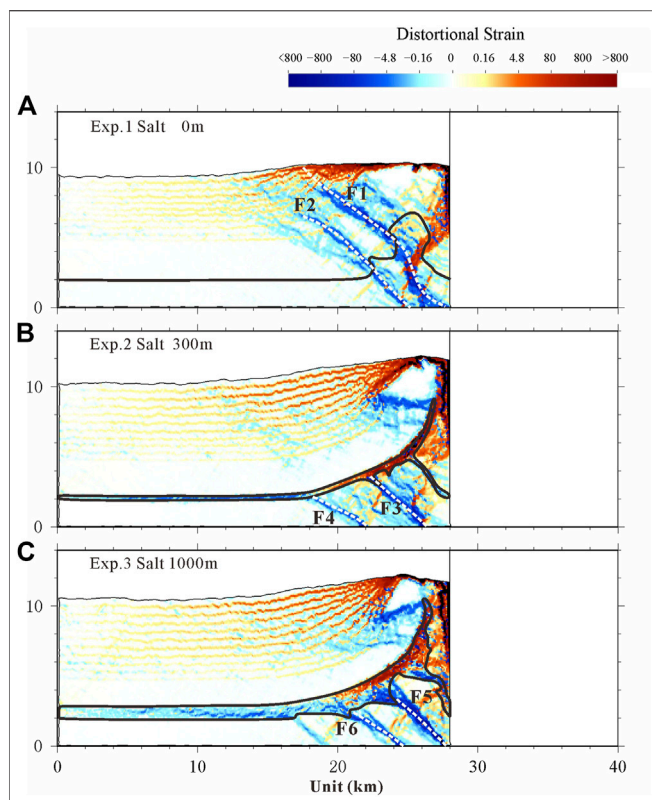 Distortional Strain
<800 −800 −80 −4.8 −0.16 0 0.16 4.8 80 >800
A
Exp.1 Salt 0m
10
F1
F2
0
B
Exp.2 Salt 300m
10
F3
F4
0
C
Exp.3 Salt 1000m
10
F5
F6
0
0 10 20 30 40
Unit (km)